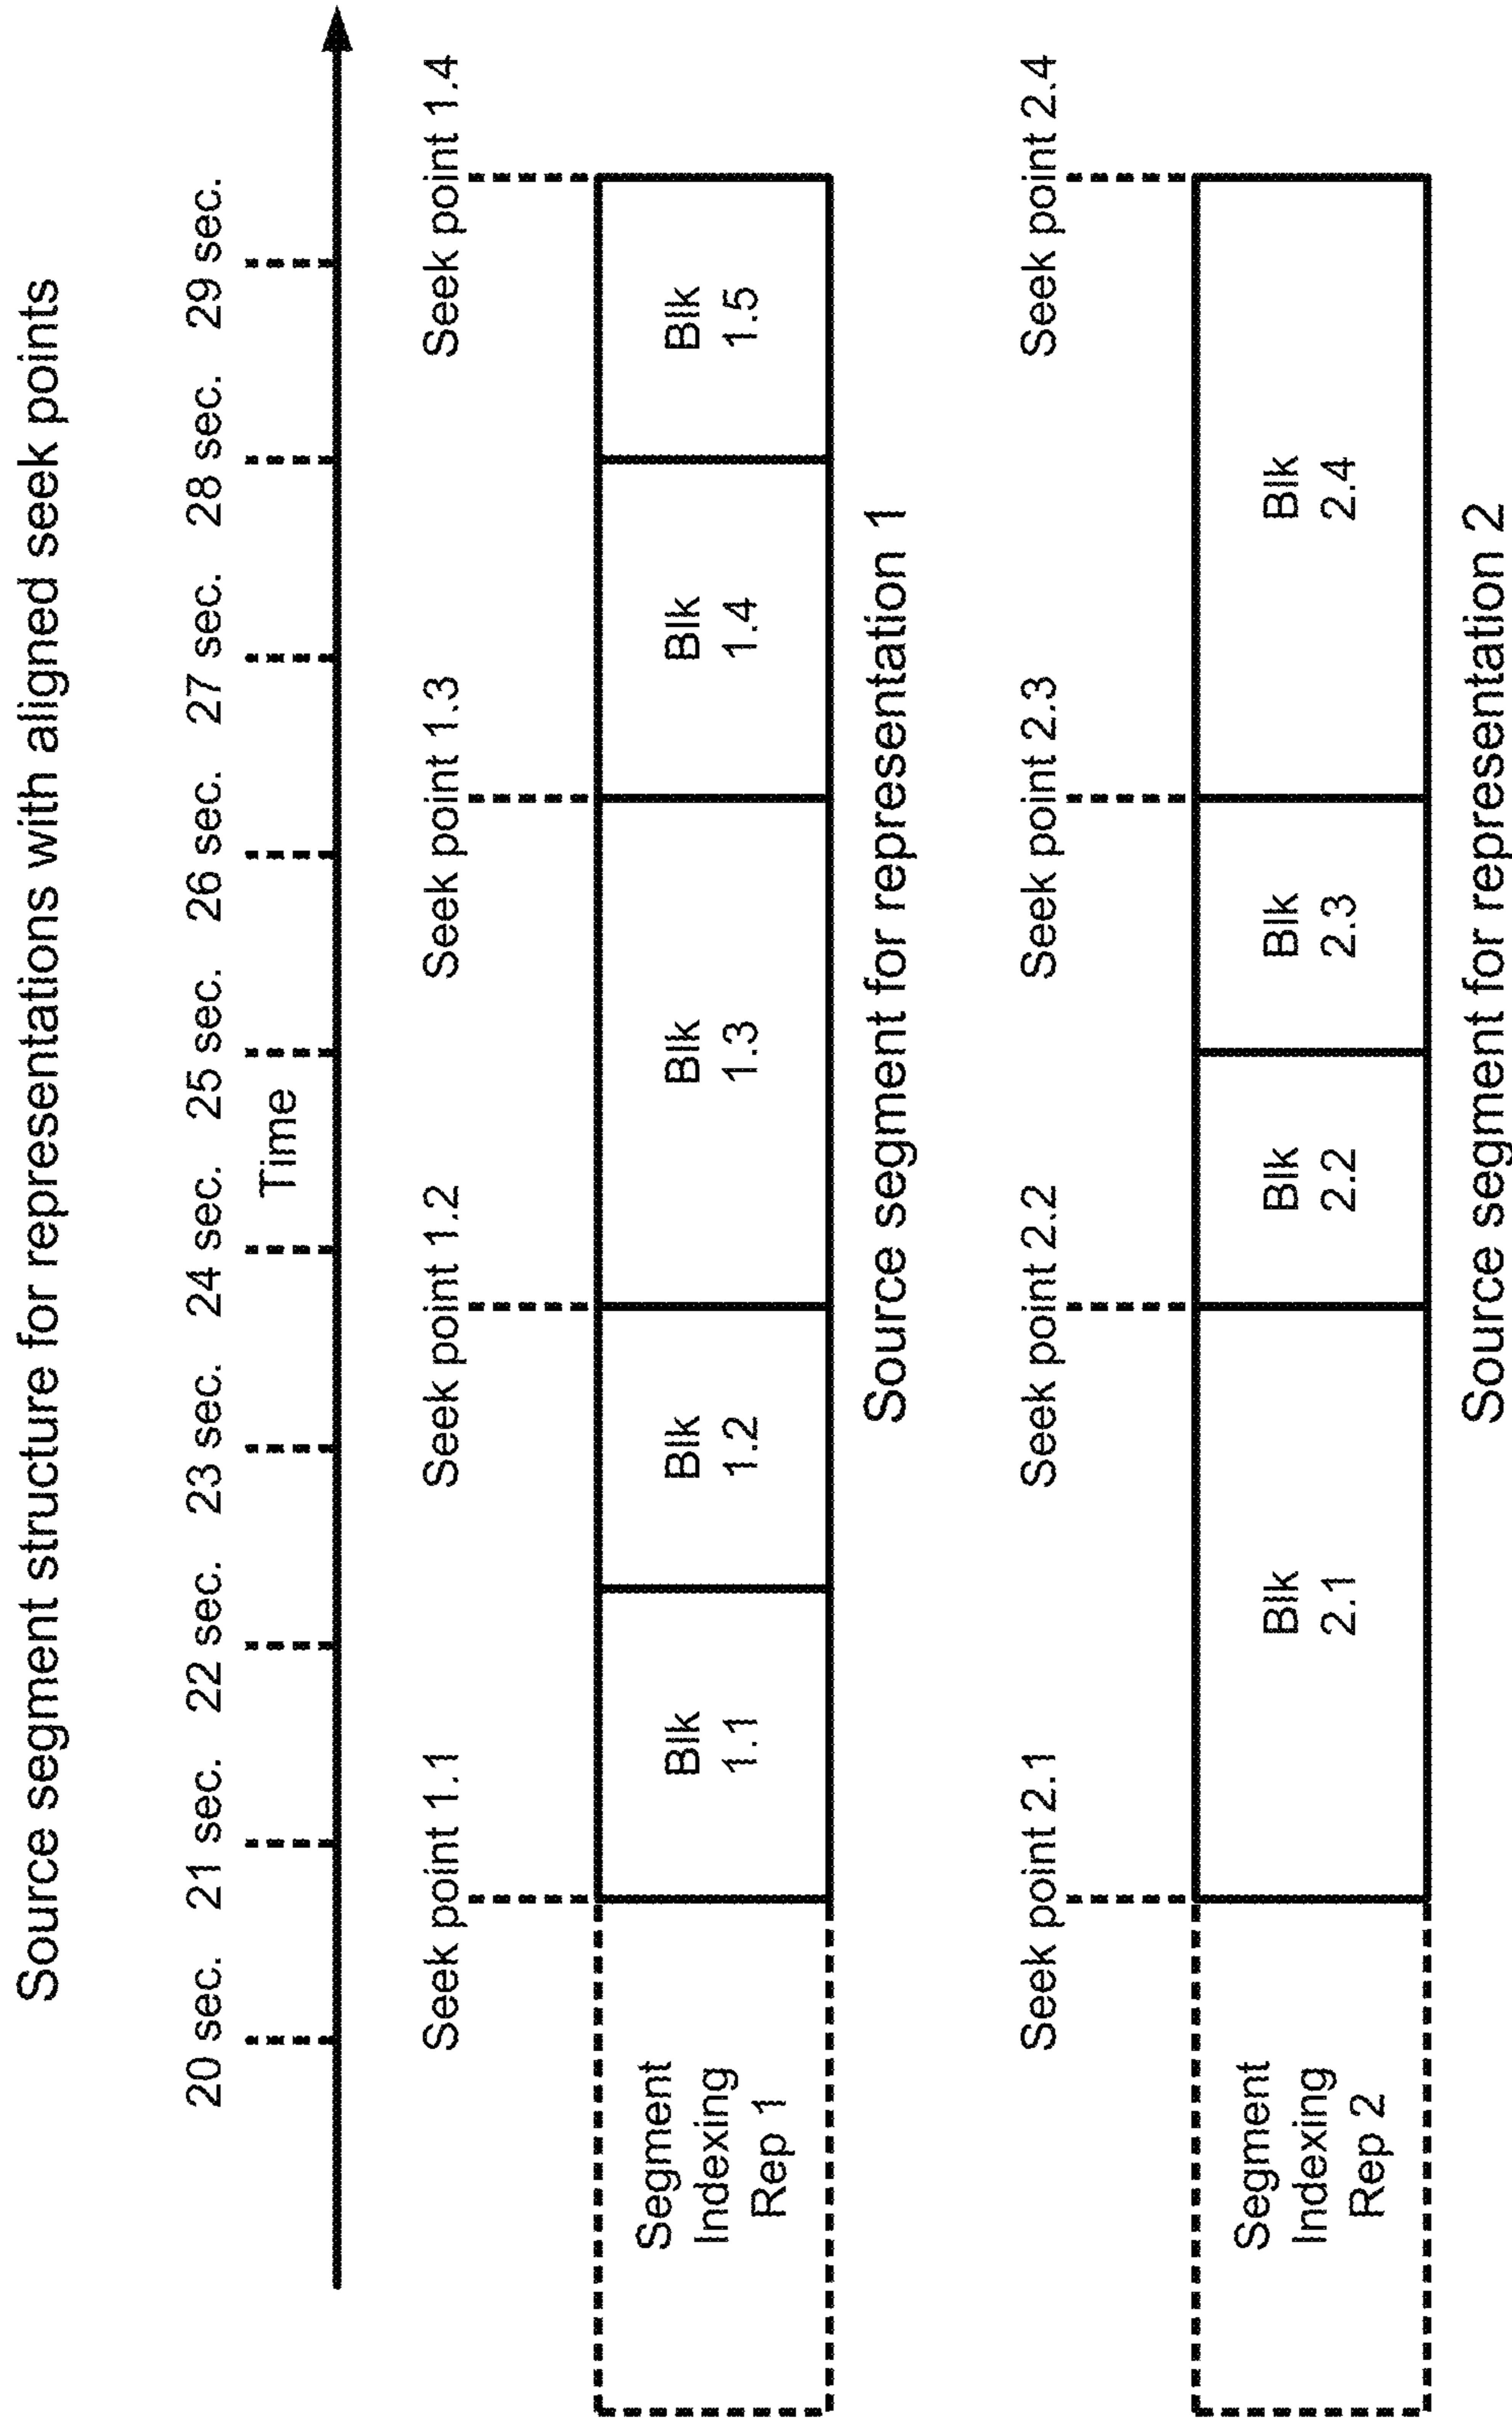 Source segment structure for representations with aligned seek points
20 sec. 21 sec. 22 sec. 23 sec. 24 sec. 25 sec. 26 sec. 27 sec. 28 sec. 29 sec.
Time
Seek point 1.1 Seek point 1.2 Seek point 1.3 Seek point 1.4
Segment
Indexing
Rep 1
Blk
1.1
Blk
1.2
Blk
1.3
Blk
1.4
Blk
1.5
Source segment for representation 1
Seek point 2.1 Seek point 2.2 Seek point 2.3 Seek point 2.4
Segment
Indexing
Rep 2
Blk
2.1
Blk
2.2
Blk
2.3
Blk
2.4
Source segment for representation 2